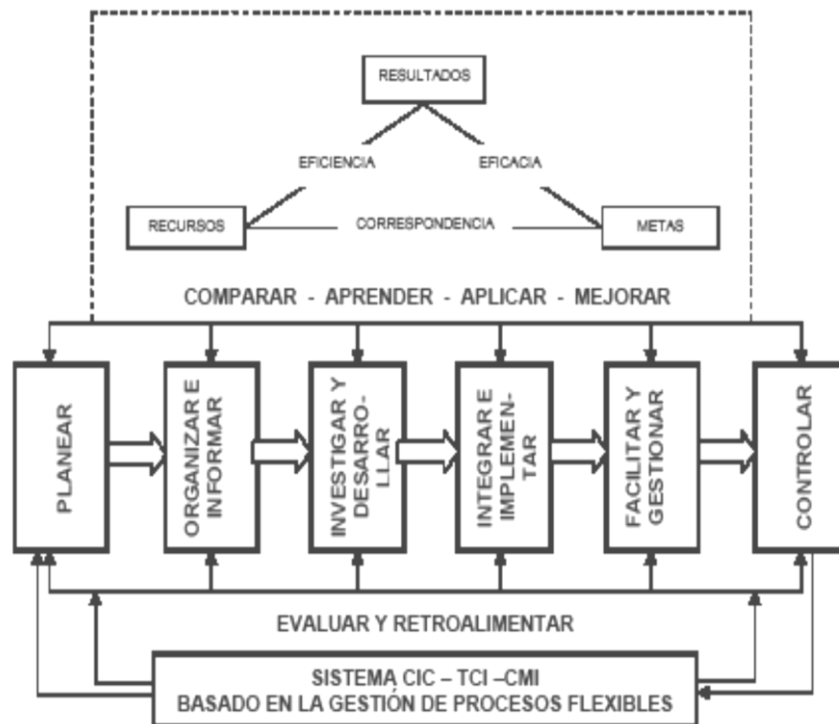 RESULTADOS
EFICIENCIA
EFICACIA
RECURSOS
CORRESPONDENCIA
METAS
COMPARAR - APRENDER - APLICAR - MEJORAR
PLANEAR
ORGANIZAR E
INFORMAR
INVESTIGAR Y
DESARRO-
LLAR
INTEGRAR E
IMPLEMEN-
TAR
FACILITAR Y
GESTIONAR
CONTROLAR
EVALUAR Y RETROALIMENTAR
SISTEMA CIC – TCI –CMI
BASADO EN LA GESTIÓN DE PROCESOS FLEXIBLES